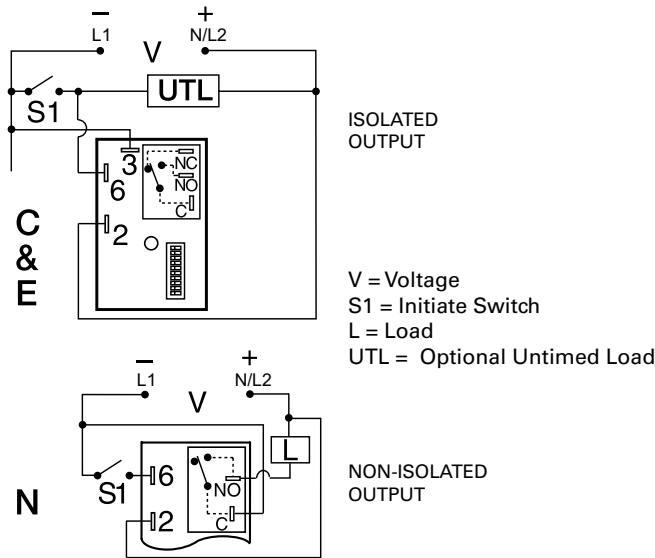 − +
L1 N/L2
V
UTL
S1
ISOLATED
OUTPUT
3
NC
NO
6
C
2
C
&
E
V = Voltage
S1 = Initiate Switch
L = Load
UTL = Optional Untimed Load
− +
L1 N/L2
V
L
6
S1
NO
NON-ISOLATED
OUTPUT
N
2
C